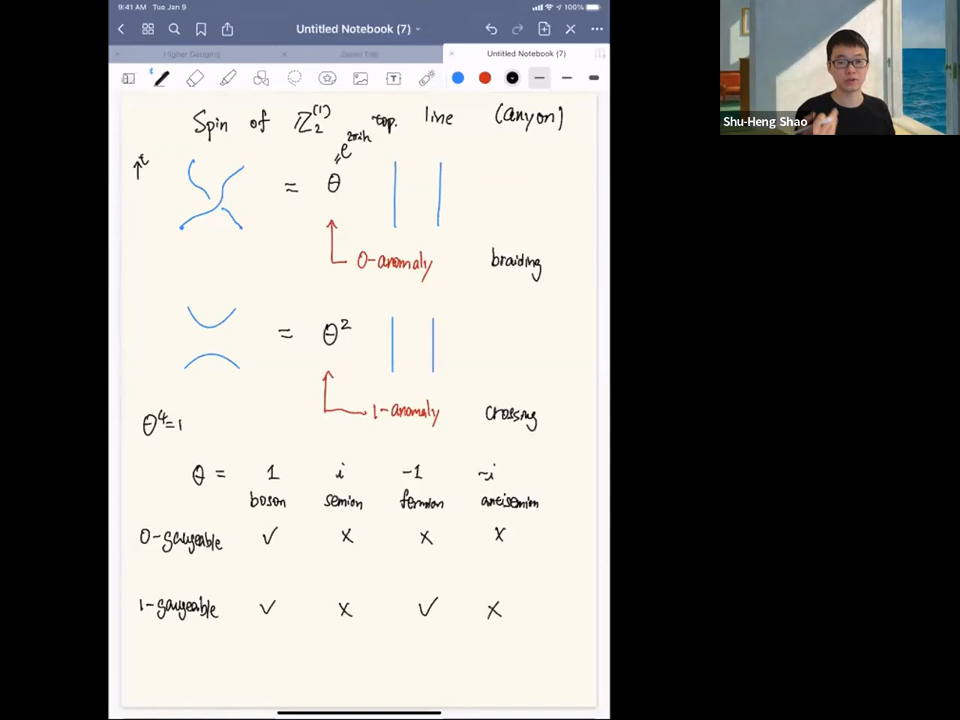 9:41 AM Tue Jan 9
100%
Untitled Notebook (7)
Higher Gauging
Untitled Notebook (7)
Shu-Heng Shao
Spin of ℤ₂⁽¹⁾ top. line (anyon)
↑t
= e^{2πih}
= θ
0-anomaly
braiding
= θ²
1-anomaly
crossing
θ⁴=1
θ = 1 i -1 -i
boson semion fermion antisemion
0-gaugeable ✓ x x x
1-gaugeable ✓ x ✓ x